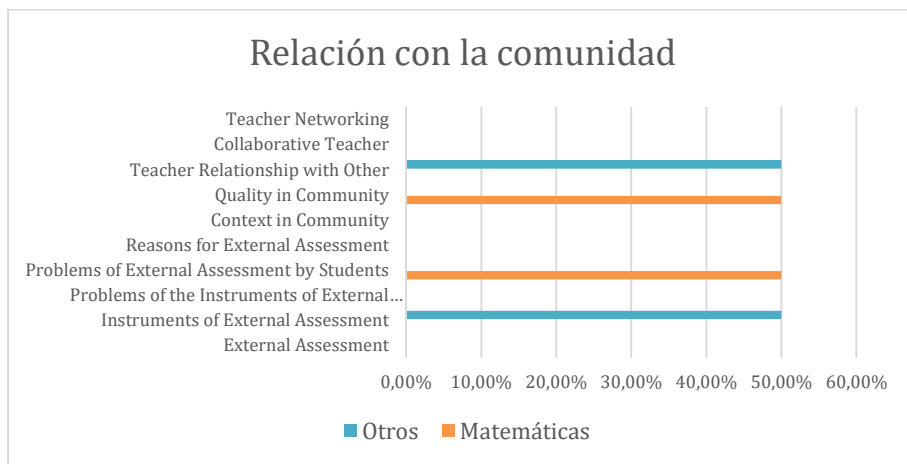 Relación con la comunidad
Teacher Networking
Collaborative Teacher
Teacher Relationship with Other
Quality in Community
Context in Community
Reasons for External Assessment
Problems of External Assessment by Students
Problems of the Instruments of External…
Instruments of External Assessment
External Assessment
0,00% 10,00% 20,00% 30,00% 40,00% 50,00% 60,00%
Otros Matemáticas